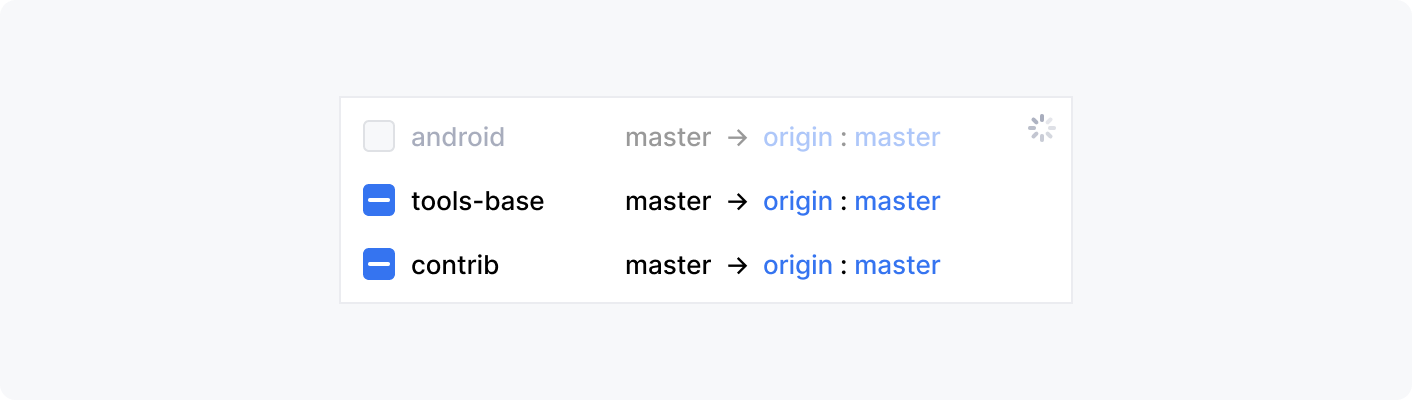 android master → origin : master
tools-base master → origin : master
contrib master → origin : master